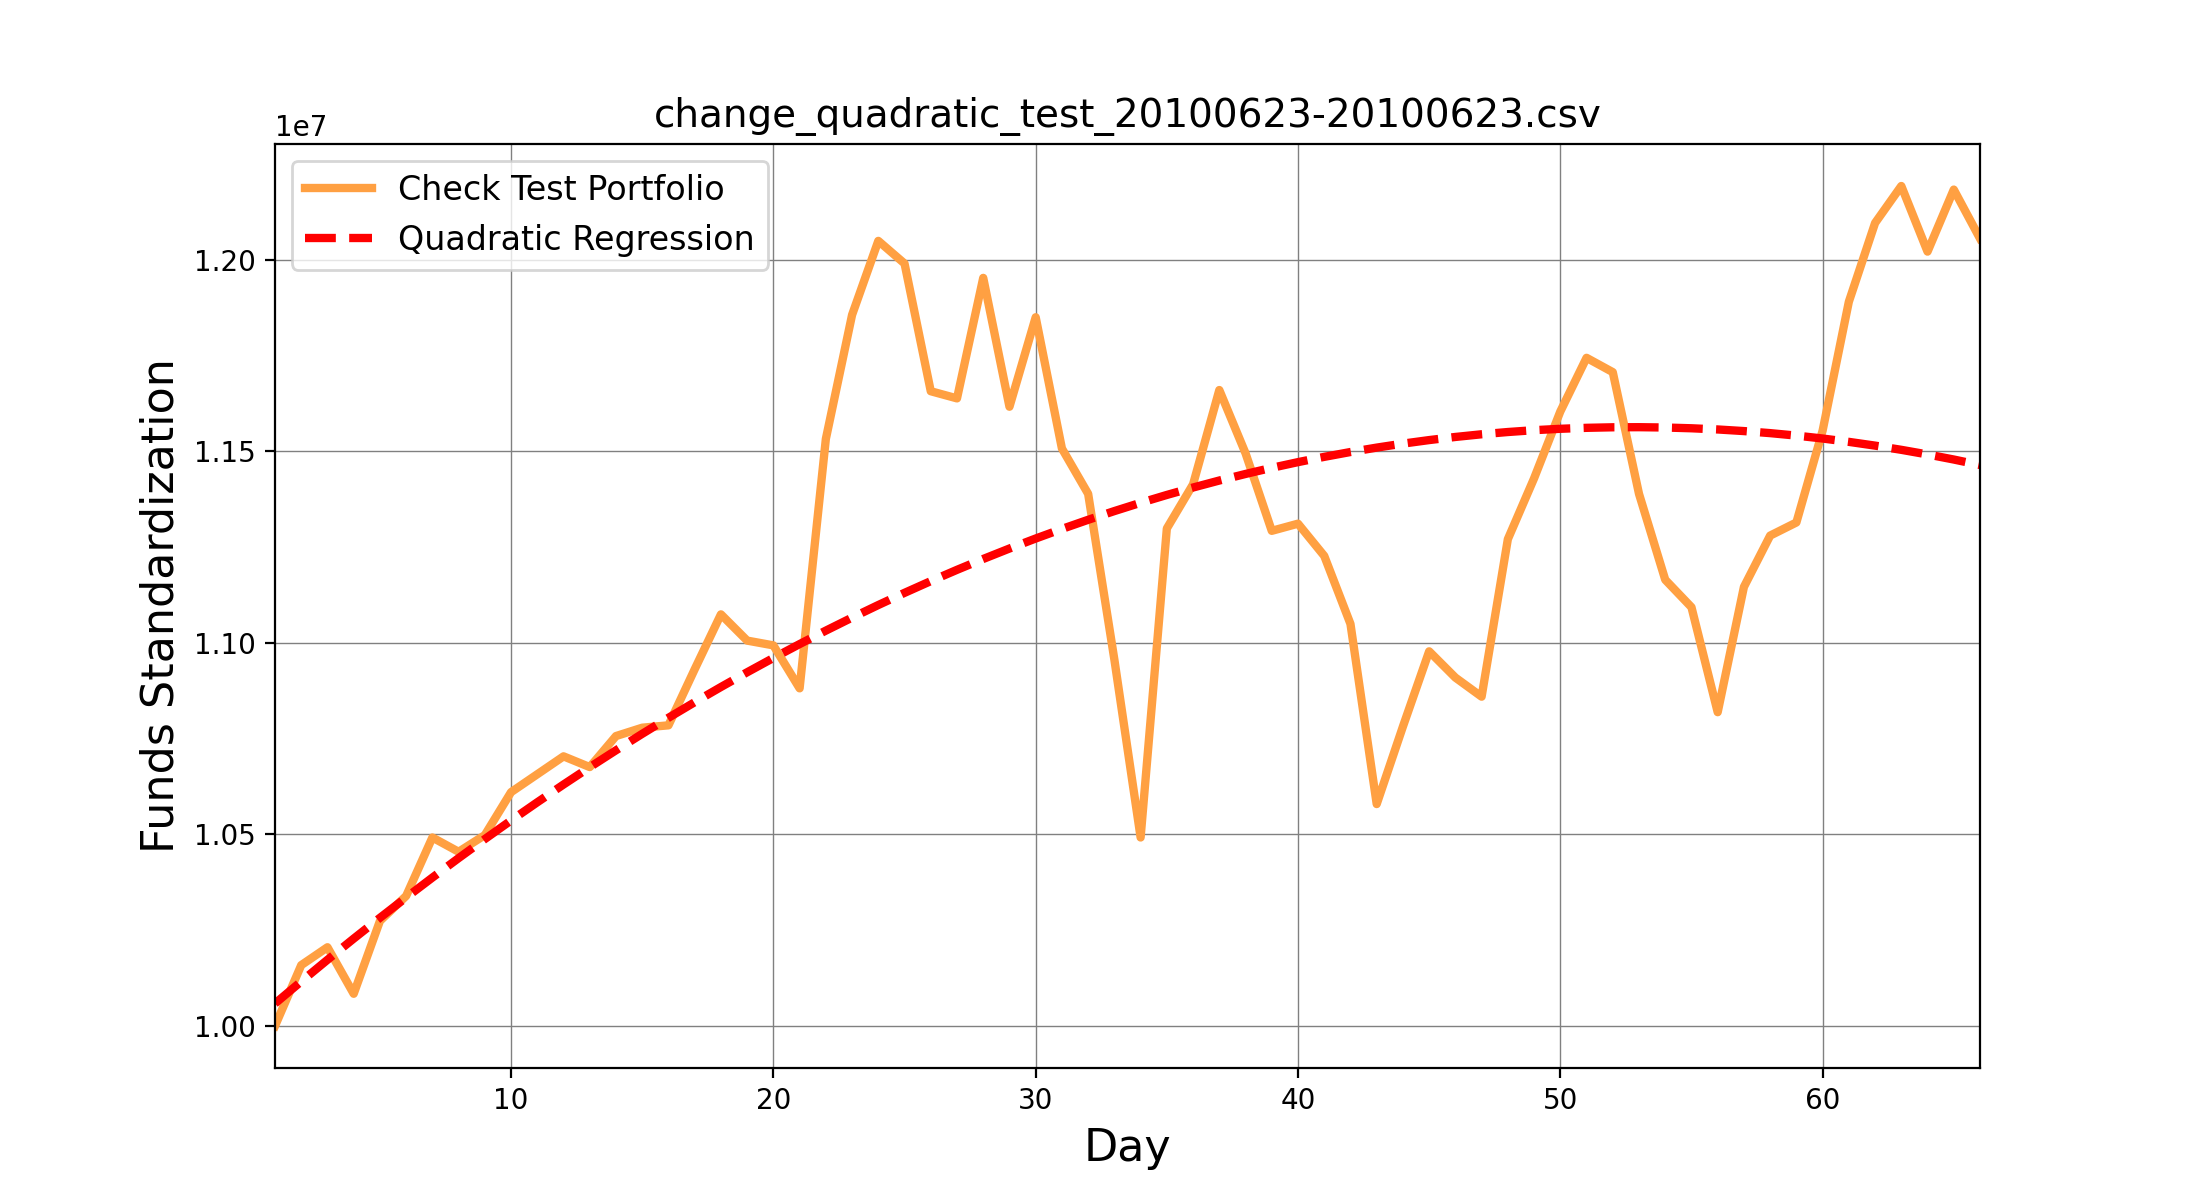 change_quadratic_test_20100623-20100623.csv
1e7
Check Test Portfolio
Quadratic Regression
1.20
1.15
1.10
1.05
1.00
Funds Standardization
10 20 30 40 50 60
Day